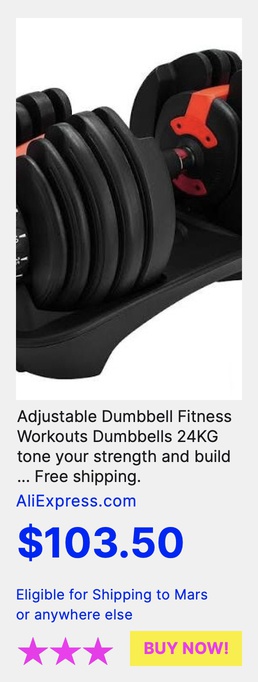 Adjustable Dumbbell Fitness
Workouts Dumbbells 24KG
tone your strength and build
... Free shipping.
AliExpress.com
$103.50
Eligible for Shipping to Mars
or anywhere else
BUY NOW!